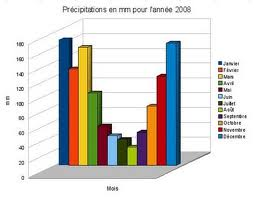 Précipitations en mm pour l'année 2008
180
160
140
120
100
80
60
40
20
0
mm
Mois
Janvier
Février
Mars
Avril
Mai
Juin
Juillet
Août
Septembre
Octobre
Novembre
Décembre